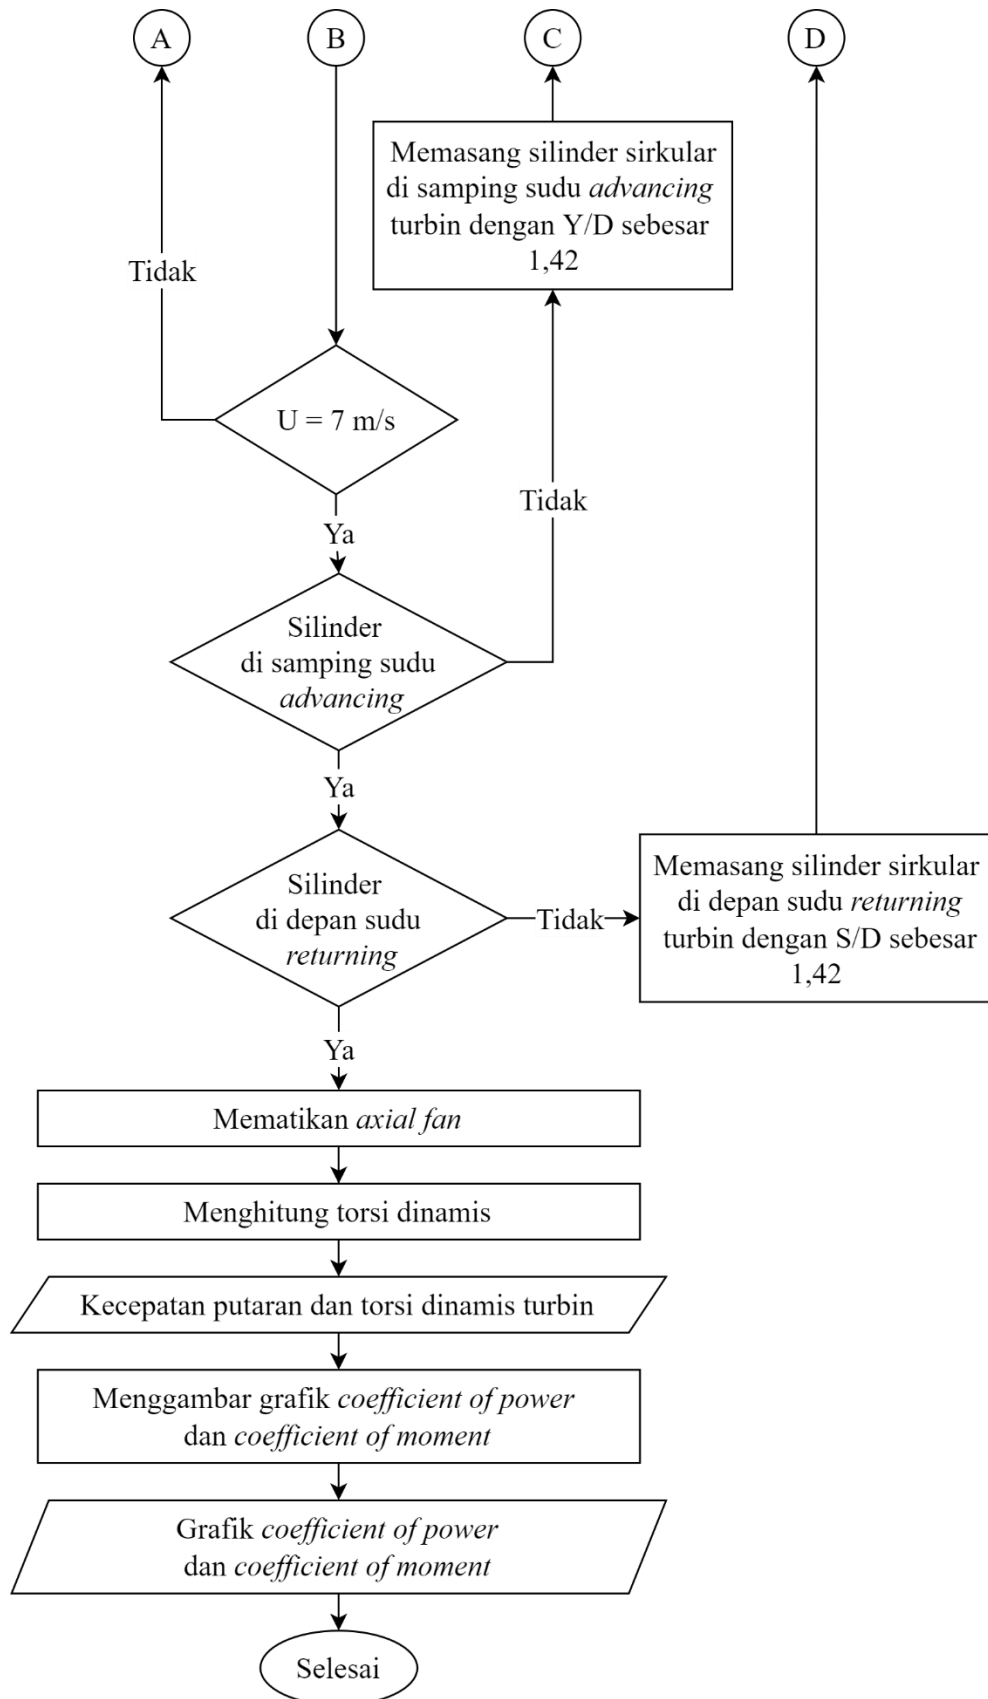 A
B
C
D
Memasang silinder sirkular
di samping sudu advancing
turbin dengan Y/D sebesar
1,42
Tidak
U = 7 m/s
Tidak
Ya
Silinder
di samping sudu
advancing
Ya
Silinder
di depan sudu
returning
Tidak
Memasang silinder sirkular
di depan sudu returning
turbin dengan S/D sebesar
1,42
Ya
Mematikan axial fan
Menghitung torsi dinamis
Kecepatan putaran dan torsi dinamis turbin
Menggambar grafik coefficient of power
dan coefficient of moment
Grafik coefficient of power
dan coefficient of moment
Selesai